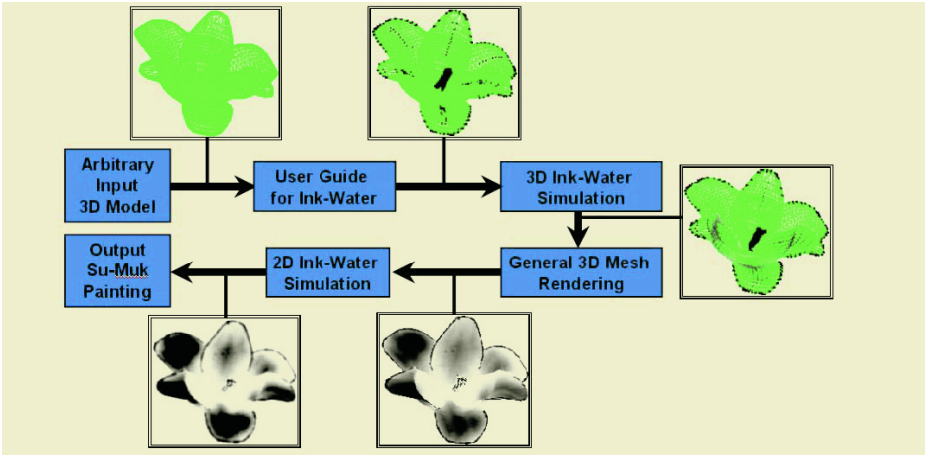 Arbitrary
Input
3D Model
User Guide
for Ink-Water
3D Ink-Water
Simulation
General 3D Mesh
Rendering
2D Ink-Water
Simulation
Output
Su-Muk
Painting